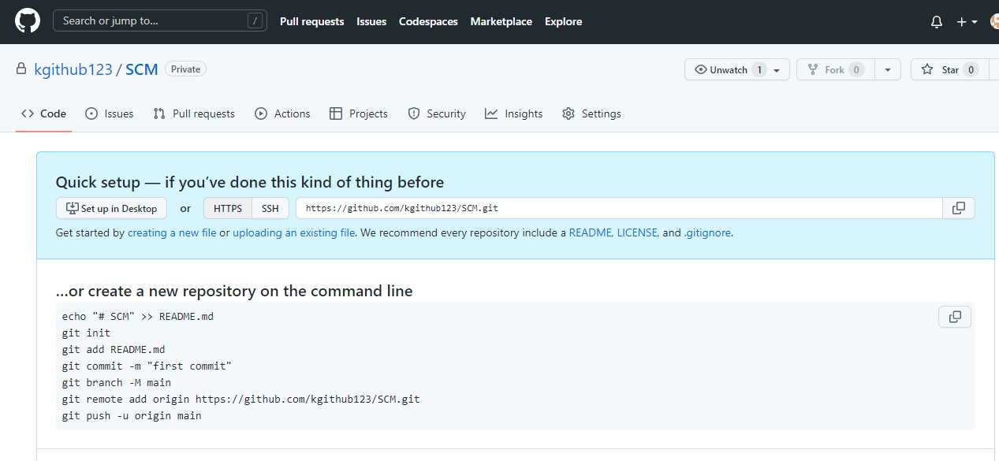 Search or jump to... /
Pull requests Issues Codespaces Marketplace Explore
kgithub123 / SCM Private
Unwatch 1 Fork 0 Star 0
Code Issues Pull requests Actions Projects Security Insights Settings
Quick setup — if you’ve done this kind of thing before
Set up in Desktop or HTTPS SSH https://github.com/kgithub123/SCM.git
Get started by creating a new file or uploading an existing file. We recommend every repository include a README, LICENSE, and .gitignore.
…or create a new repository on the command line
echo "# SCM" >> README.md
git init
git add README.md
git commit -m "first commit"
git branch -M main
git remote add origin https://github.com/kgithub123/SCM.git
git push -u origin main